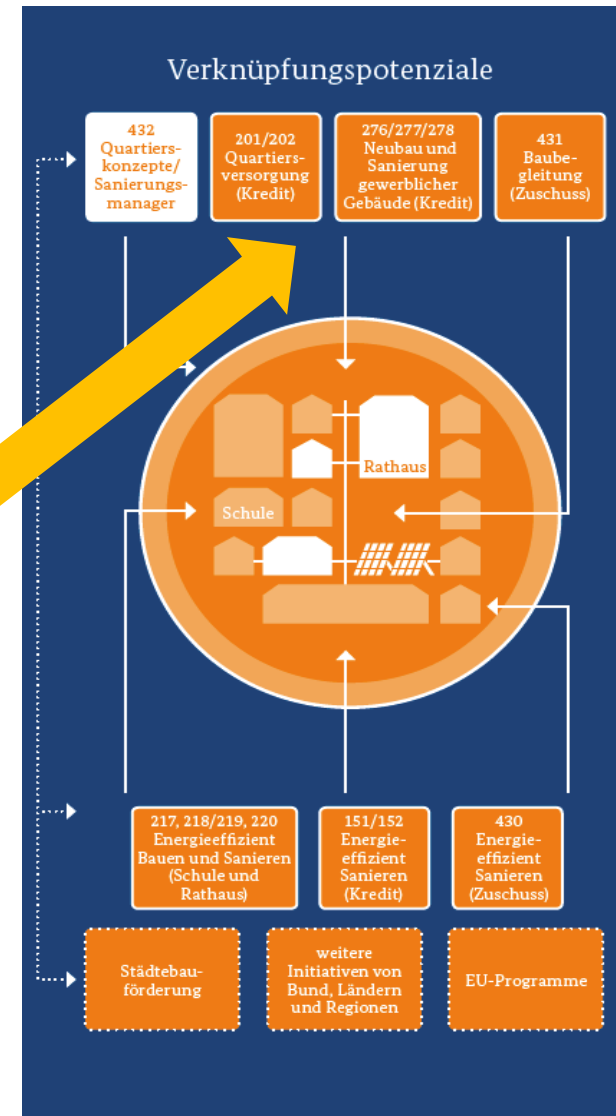 Verknüpfungspotenziale
432
Quartiers-
konzepte/
Sanierungs-
manager
201/202
Quartiers-
versorgung
(Kredit)
276/277/278
Neubau und
Sanierung
gewerblicher
Gebäude (Kredit)
431
Baube-
gleitung
(Zuschuss)
Rathaus
Schule
217, 218/219, 220
Energieeffizient
Bauen und Sanieren
(Schule und
Rathaus)
151/152
Energie-
effizient
Sanieren
(Kredit)
430
Energie-
effizient
Sanieren
(Zuschuss)
Städtebau-
förderung
weitere
Initiativen von
Bund, Ländern
und Regionen
EU-Programme